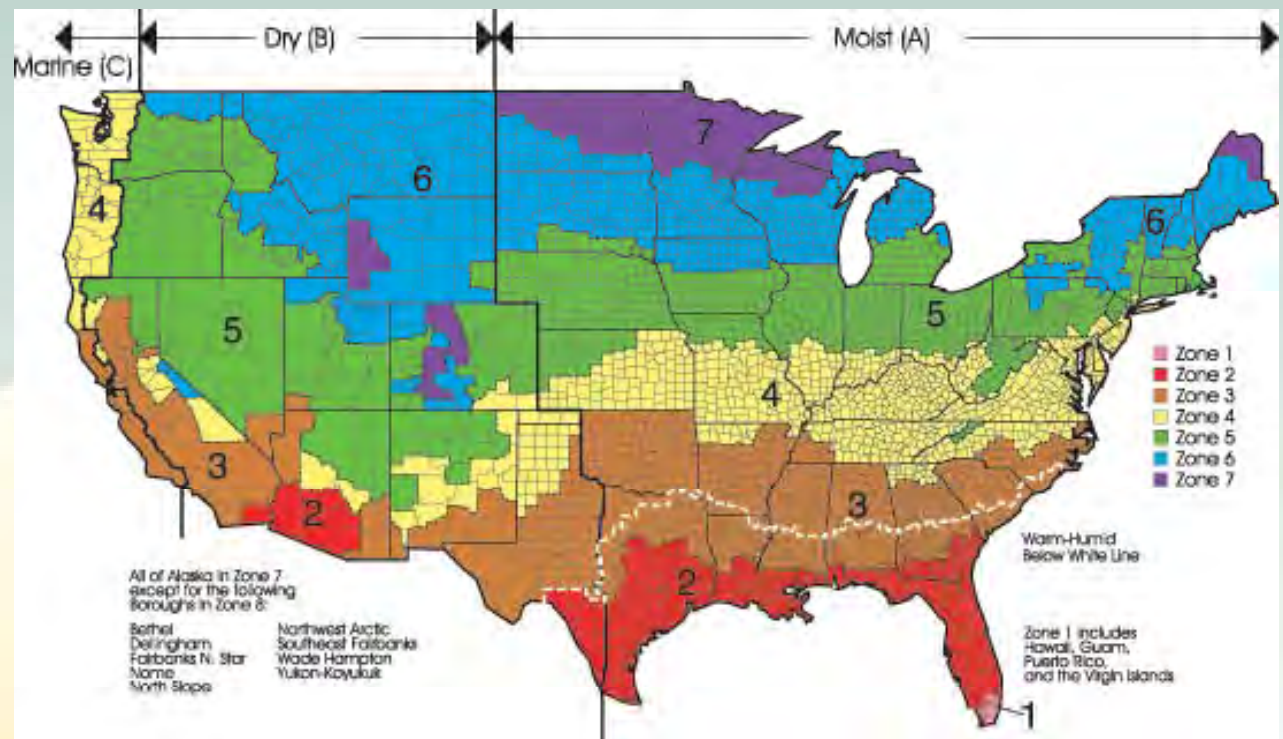 Marine (C)
Dry (B)
Moist (A)
7
6
6
4
5
5
4
3
3
2
2
1
Zone 1
Zone 2
Zone 3
Zone 4
Zone 5
Zone 6
Zone 7
Warm-Humid
Below White Line
All of Alaska in Zone 7
except for the following
Boroughs in Zone 8:
Bethel
Dellingham
Fairbanks N. Star
Nome
North Slope
Northwest Arctic
Southeast Fairbanks
Wade Hampton
Yukon-Koyukuk
Zone 1 includes
Hawaii, Guam,
Puerto Rico,
and the Virgin Islands